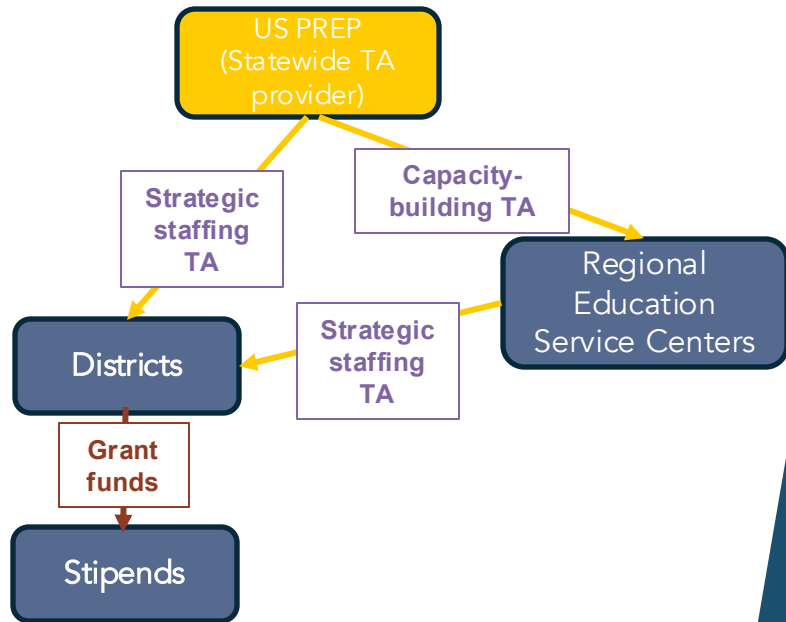 US PREP
(Statewide TA
provider)
Capacity-
building TA
Strategic
staffing
TA
Regional
Education
Service Centers
Strategic
staffing
TA
Districts
Grant
funds
Stipends